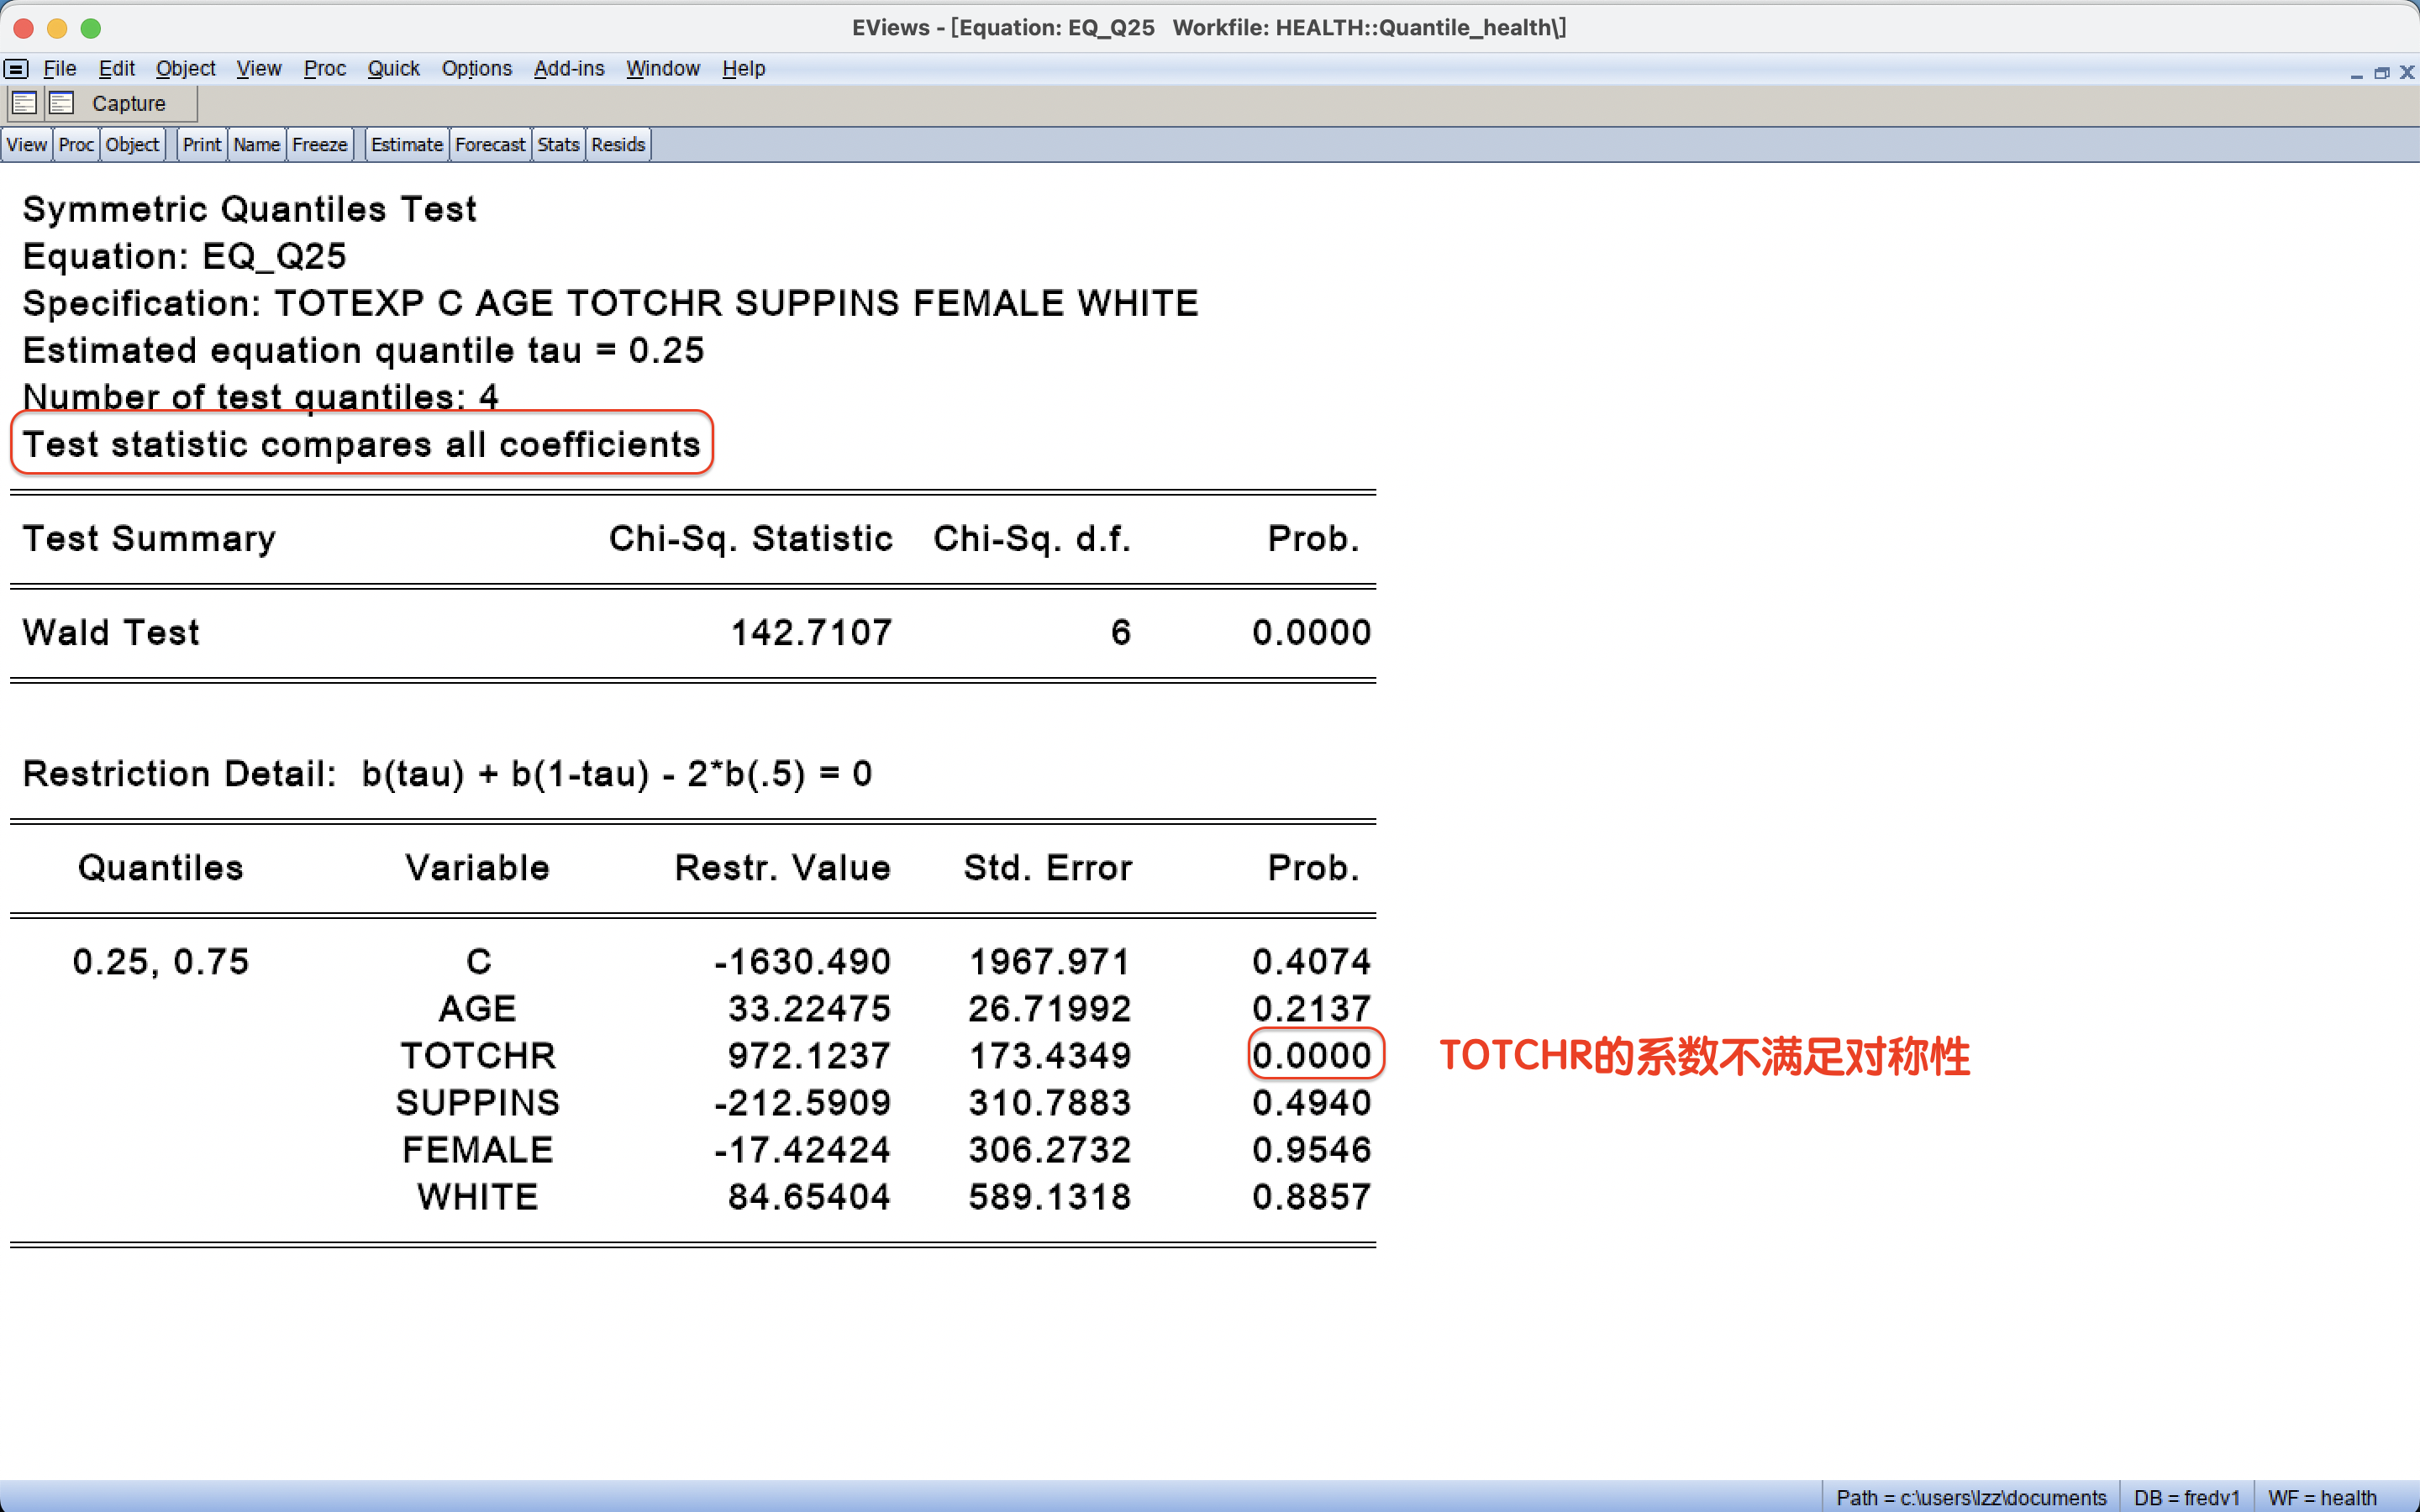 EViews - [Equation: EQ_Q25   Workfile: HEALTH::Quantile_health\]
File Edit Object View Proc Quick Options Add-ins Window Help
Capture
View Proc Object Print Name Freeze Estimate Forecast Stats Resids
Symmetric Quantiles Test
Equation: EQ_Q25
Specification: TOTEXP C AGE TOTCHR SUPPINS FEMALE WHITE
Estimated equation quantile tau = 0.25
Number of test quantiles: 4
Test statistic compares all coefficients
Test Summary Chi-Sq. Statistic Chi-Sq. d.f. Prob.
Wald Test 142.7107 6 0.0000
Restriction Detail:  b(tau) + b(1-tau) - 2*b(.5) = 0
Quantiles Variable Restr. Value Std. Error Prob.
0.25, 0.75 C -1630.490 1967.971 0.4074
AGE 33.22475 26.71992 0.2137
TOTCHR 972.1237 173.4349 0.0000 TOTCHR的系数不满足对称性
SUPPINS -212.5909 310.7883 0.4940
FEMALE -17.42424 306.2732 0.9546
WHITE 84.65404 589.1318 0.8857
Path = c:\users\lzz\documents DB = fredv1 WF = health